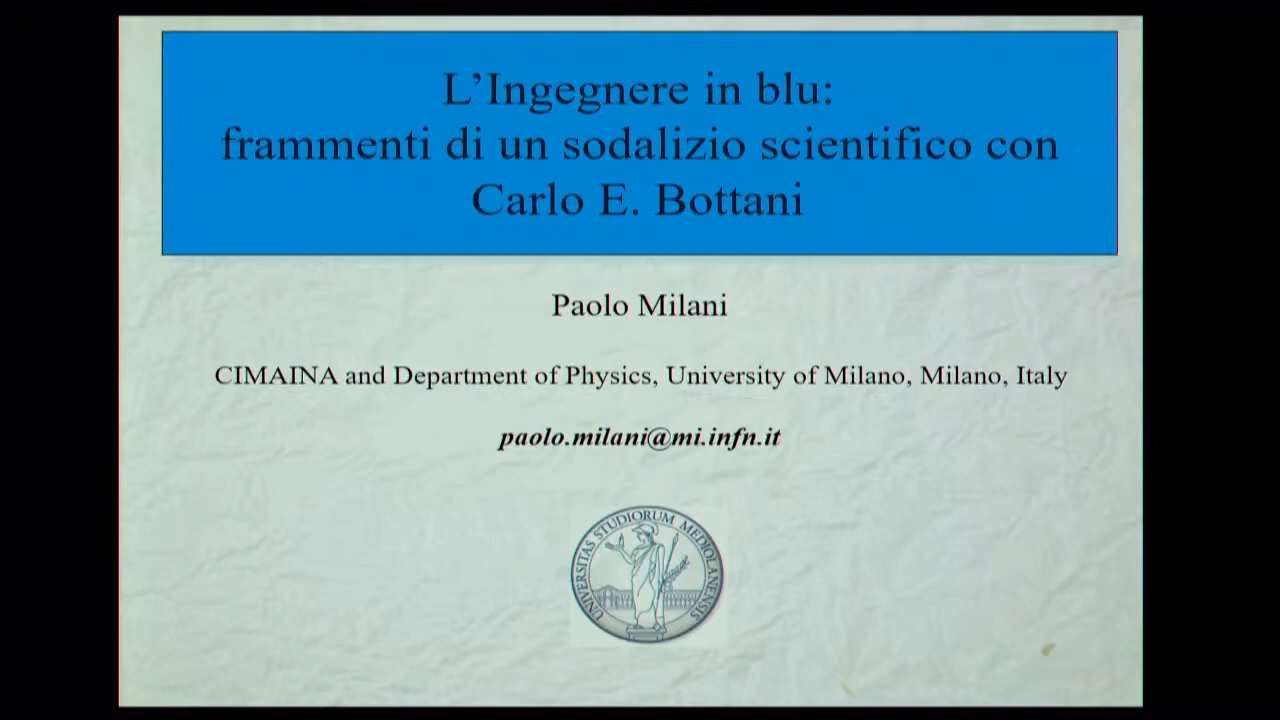 L'Ingegnere in blu:
frammenti di un sodalizio scientifico con
Carlo E. Bottani
Paolo Milani
CIMAINA and Department of Physics, University of Milano, Milano, Italy
paolo.milani@mi.infn.it
UNIVERSITAS STUDIORUM MEDIOLANENSIS